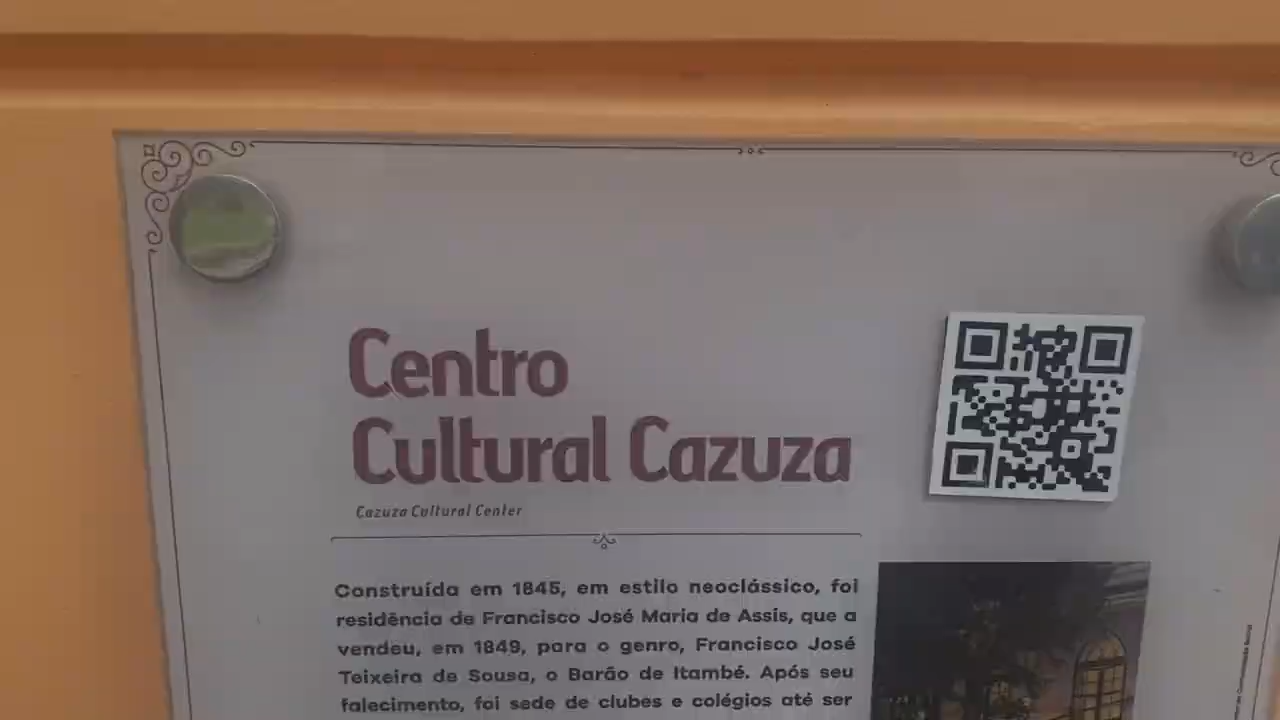 Centro
Cultural Cazuza
Cazuza Cultural Center
Construída em 1845, em estilo neoclássico, foi
residência de Francisco José Maria de Assis, que a
vendeu, em 1849, para o genro, Francisco José
Teixeira de Sousa, o Barão de Itambé. Após seu
falecimento, foi sede de clubes e colégios até ser